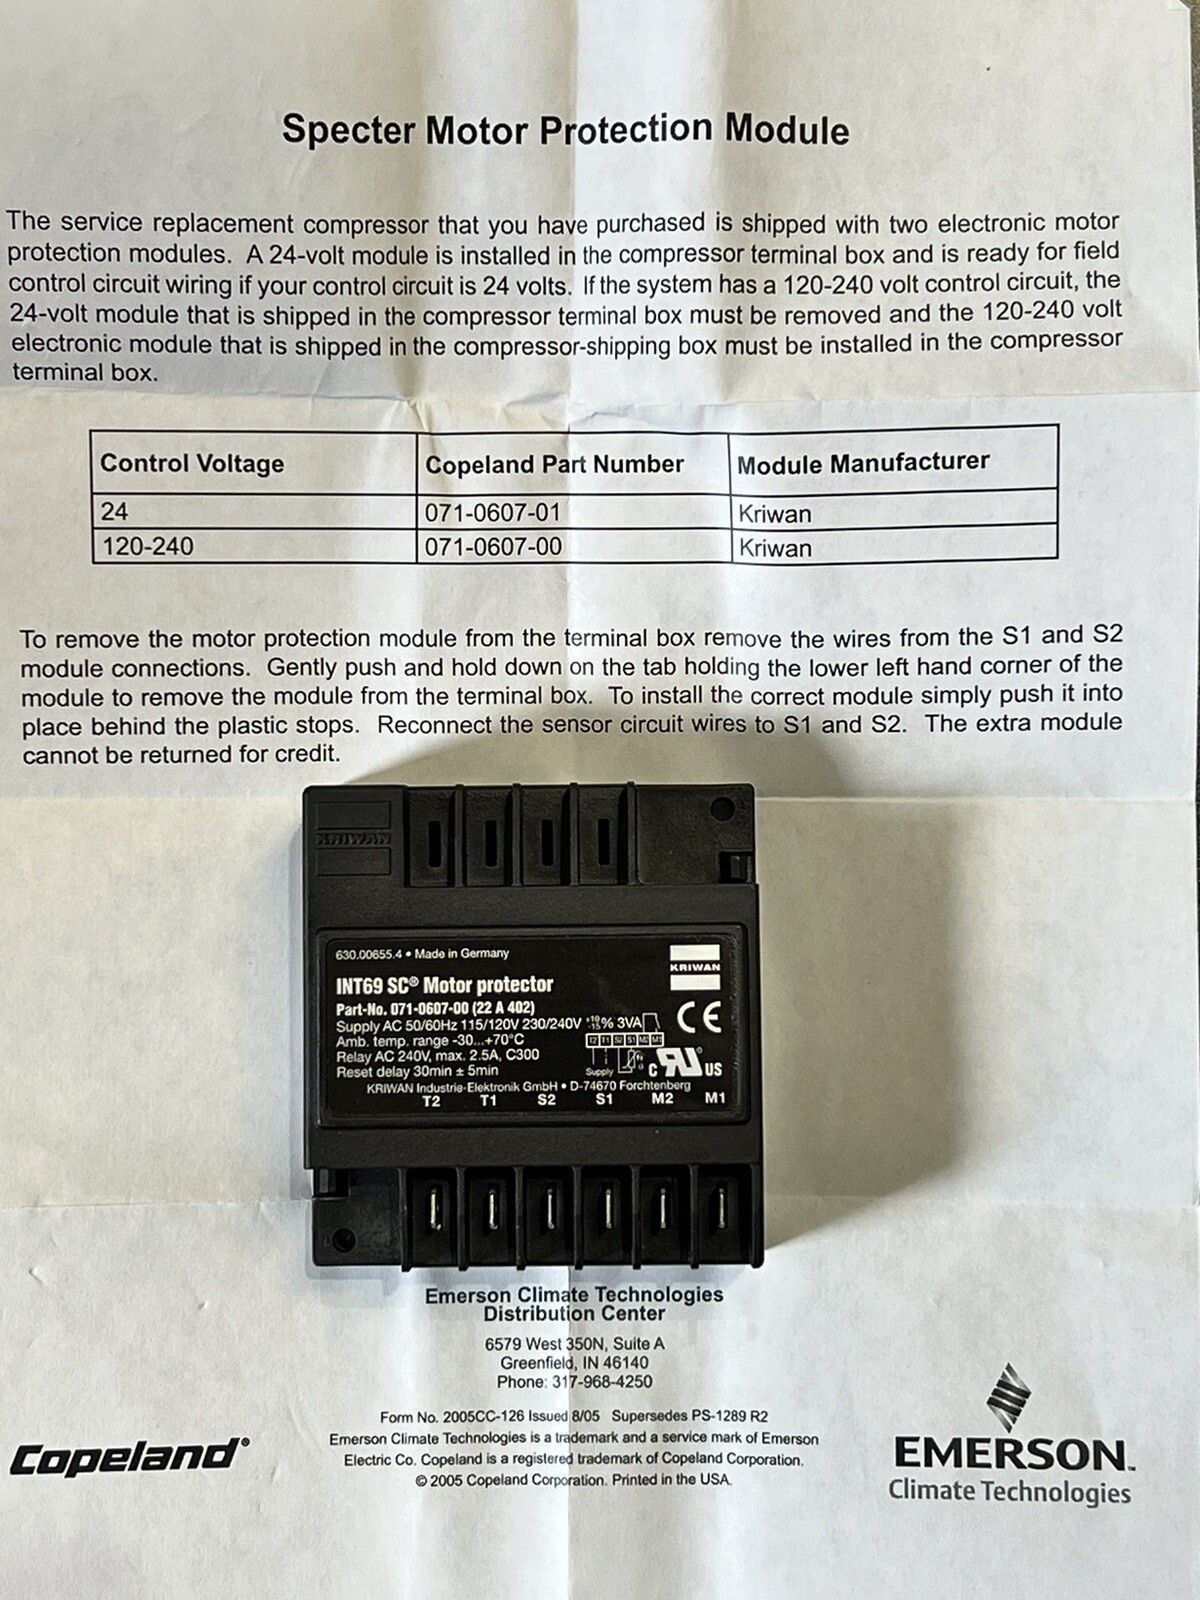 Specter Motor Protection Module
The service replacement compressor that you have purchased is shipped with two electronic motor
protection modules. A 24-volt module is installed in the compressor terminal box and is ready for field
control circuit wiring if your control circuit is 24 volts. If the system has a 120-240 volt control circuit, the
24-volt module that is shipped in the compressor terminal box must be removed and the 120-240 volt
electronic module that is shipped in the compressor-shipping box must be installed in the compressor
terminal box.
Control Voltage Copeland Part Number Module Manufacturer
24 071-0607-01 Kriwan
120-240 071-0607-00 Kriwan
To remove the motor protection module from the terminal box remove the wires from the S1 and S2
module connections. Gently push and hold down on the tab holding the lower left hand corner of the
module to remove the module from the terminal box. To install the correct module simply push it into
place behind the plastic stops. Reconnect the sensor circuit wires to S1 and S2. The extra module
cannot be returned for credit.
KRIWAN
630.00655.4 • Made in Germany
KRIWAN
INT69 SC® Motor protector
Part-No. 071-0607-00 (22 A 402)
Supply AC 50/60Hz 115/120V 230/240V +10 -15 % 3VA
CE
Amb. temp. range -30...+70°C
T2 T1 S2 S1 M2 M1
Relay AC 240V, max. 2.5A, C300
Supply
C RU® US
Reset delay 30min ± 5min
KRIWAN Industrie-Elektronik GmbH • D-74670 Forchtenberg
T2 T1 S2 S1 M2 M1
Emerson Climate Technologies
Distribution Center
6579 West 350N, Suite A
Greenfield, IN 46140
Phone: 317-968-4250
Form No. 2005CC-126 Issued 8/05 Supersedes PS-1289 R2
Emerson Climate Technologies is a trademark and a service mark of Emerson
Electric Co. Copeland is a registered trademark of Copeland Corporation.
© 2005 Copeland Corporation. Printed in the USA.
Copeland®
EMERSON™
Climate Technologies